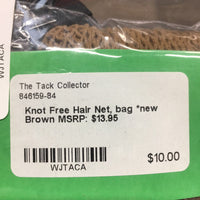 WJTACA
The Tack Collector
846159-84
Knot Free Hair Net, bag *new
Brown MSRP: $13.95
WJTACA
$10.00